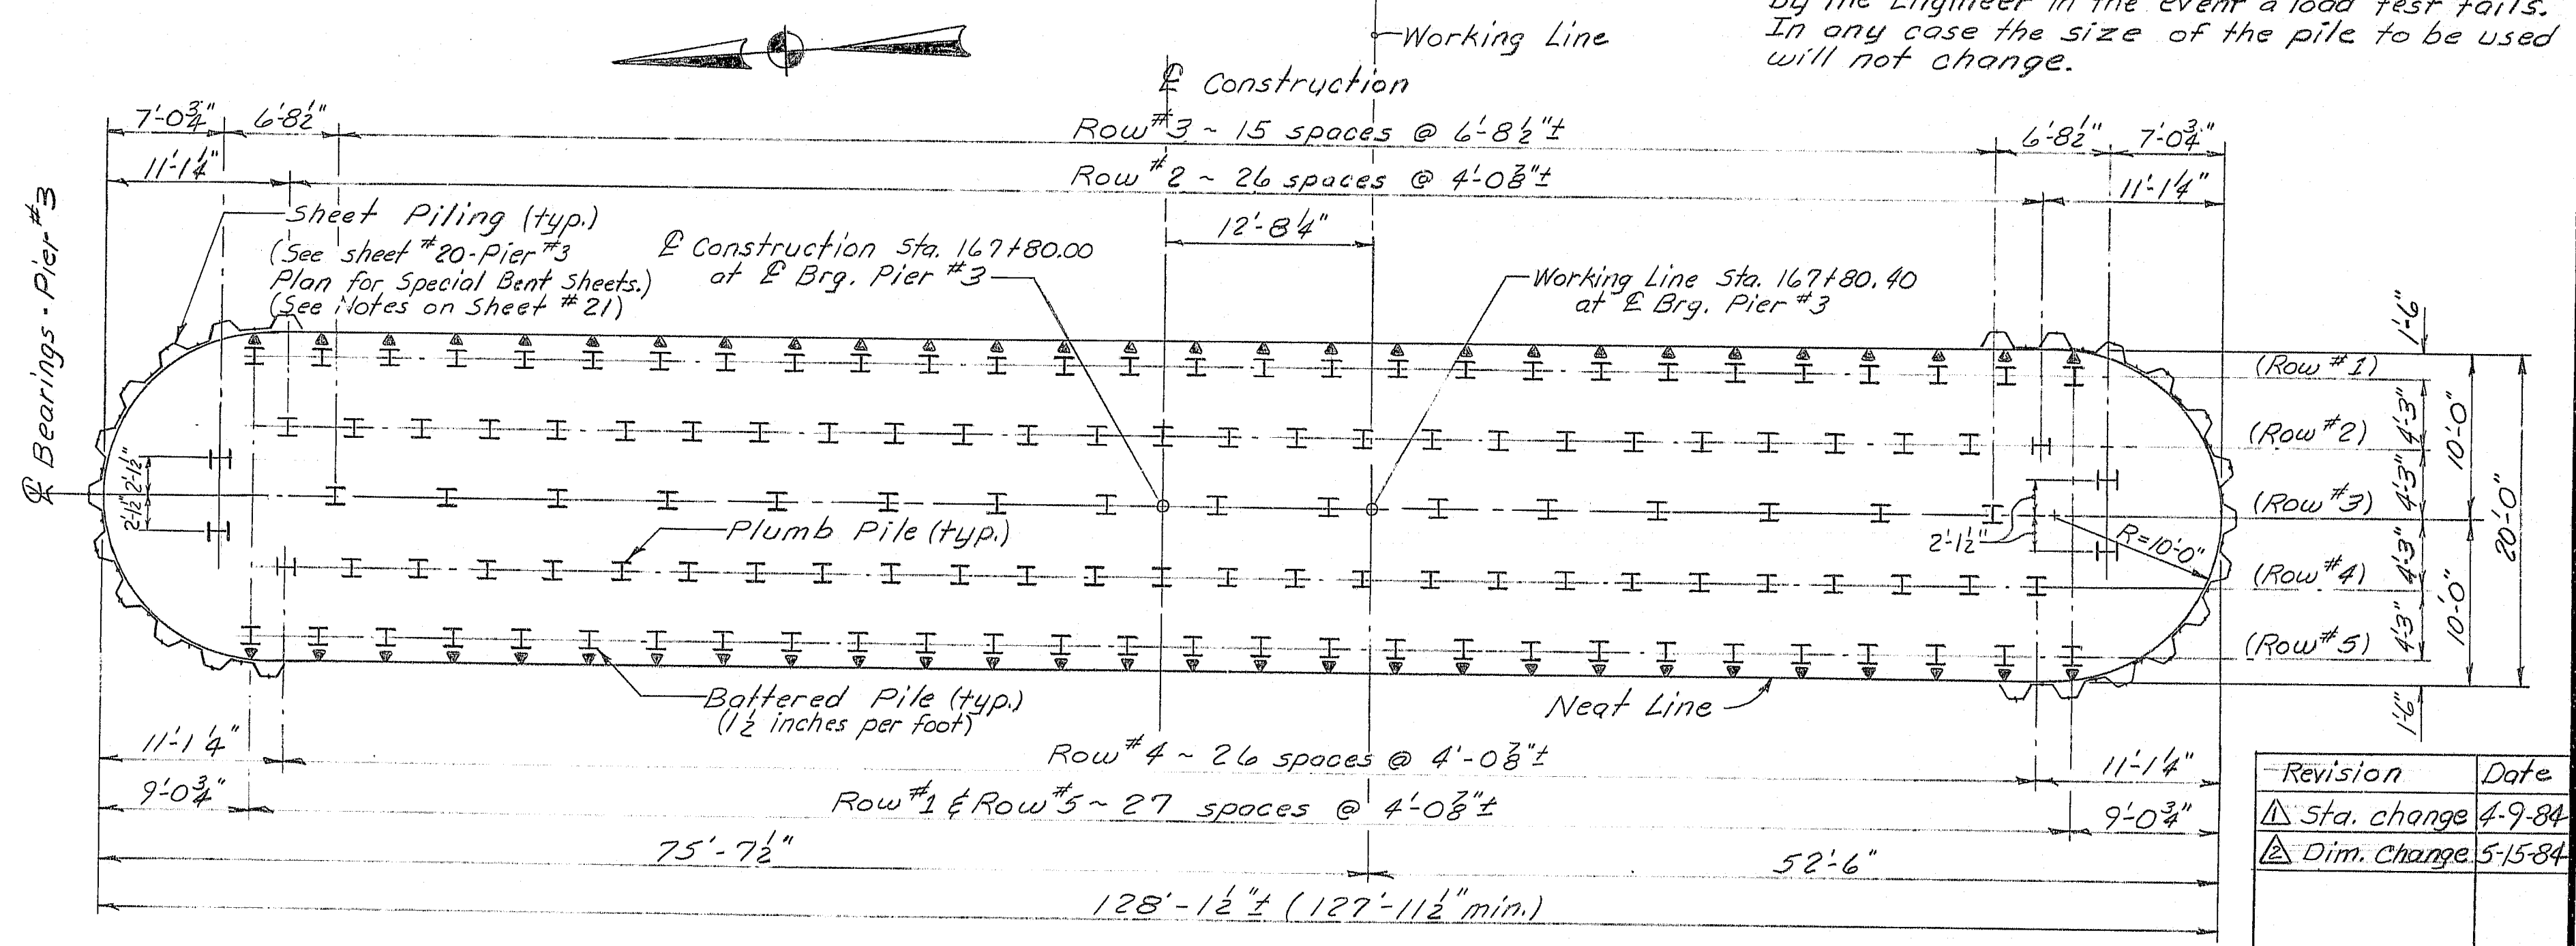 By the Engineer in the event a load test fails.
In any case the size of the pile to be used
will not change.
Working Line
℄ Construction
7'-0¾" 6'-8½" Row #3 ~ 15 spaces @ 6'-8½"± 6'-8½" 7'-0¾"
11'-1¼" Row #2 ~ 26 spaces @ 4'-0⅞"± 11'-1¼"
12'-8¼"
℄ Bearings - Pier #3
Sheet Piling (typ.)
(See sheet #20-Pier #3
Plan for Special Bent Sheets.)
(See Notes on Sheet #21)
℄ Construction Sta. 167+80.00
at ℄ Brg. Pier #3
Working Line Sta. 167+80.40
at ℄ Brg. Pier #3
1'-6"
(Row #1)
(Row #2)
(Row #3)
(Row #4)
(Row #5)
4'-3"
4'-3"
4'-3"
4'-3"
10'-0"
10'-0"
20'-0"
1'-6"
2'-1½" 2'-1½"
Plumb Pile (typ.)
2'-1½"
R=10'-0"
Battered Pile (typ.)
(1½ inches per foot)
Neat Line
11'-1¼" Row #4 ~ 26 spaces @ 4'-0⅞"± 11'-1¼"
9'-0¾" Row #1 & Row #5 ~ 27 spaces @ 4'-0⅞"± 9'-0¾"
75'-7½" 52'-6"
128'-1½"± (127'-11½" min.)
Revision Date
1 Sta. change 4-9-84
2 Dim. Change 5-15-84